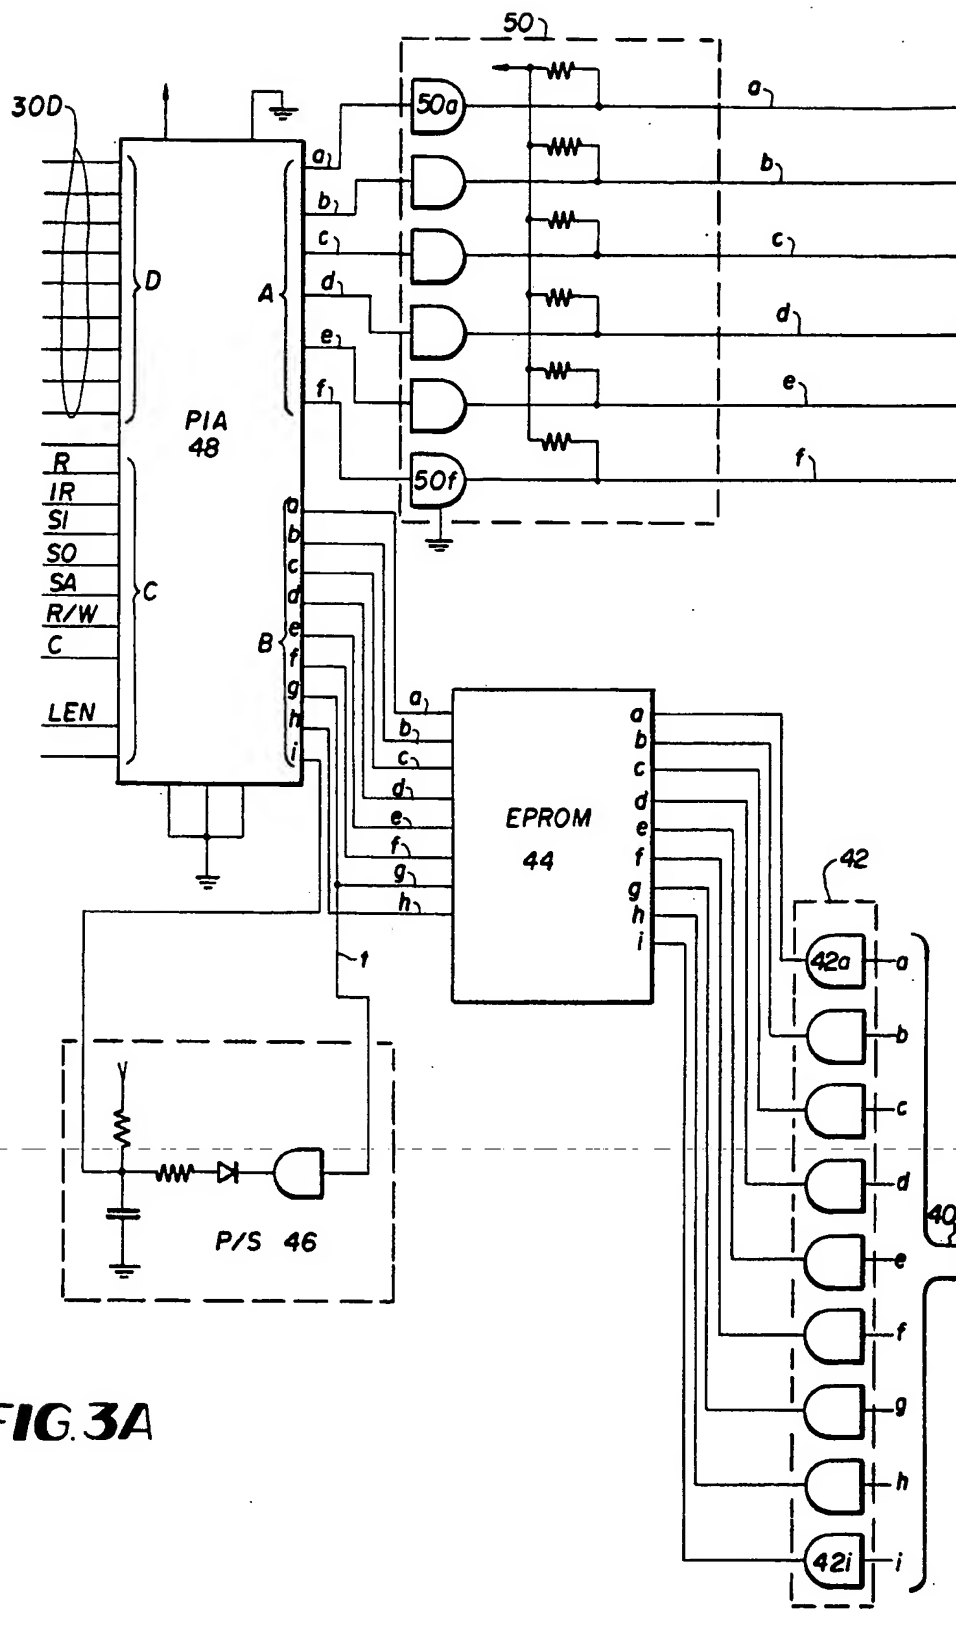 50
30D
a
50a
a
b
b
c
c
d
d
e
e
f
f
50f
D
A
PIA
48
R
IR
SI
SO
SA
R/W
C
LEN
C
B
a
b
c
d
e
f
g
h
i
a
b
c
d
e
f
g
h
EPROM
44
a
b
c
d
e
f
g
h
i
t
42
42a
a
b
c
d
e
f
g
h
42i
i
40
P/S 46
FIG. 3A